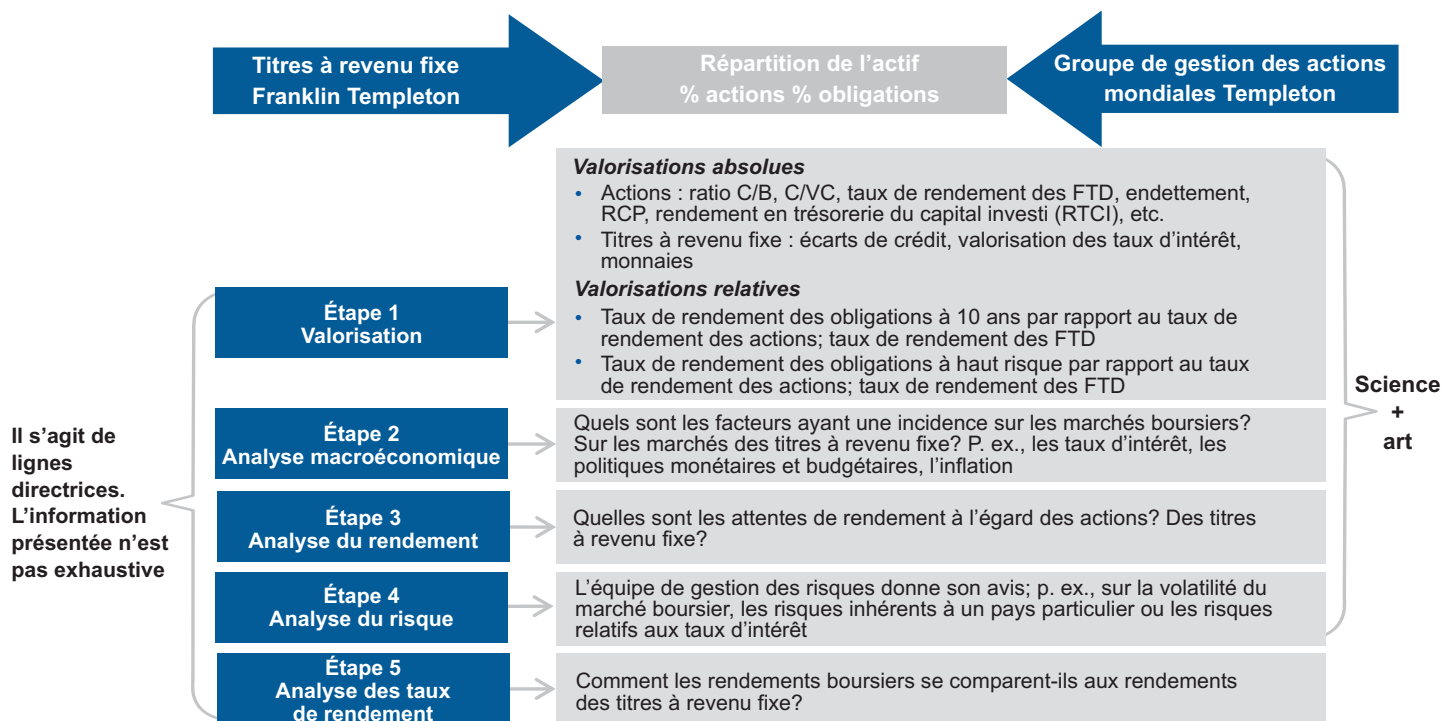 Titres à revenu fixe
Franklin Templeton
Répartition de l’actif
% actions % obligations
Groupe de gestion des actions
mondiales Templeton
Valorisations absolues
• Actions : ratio C/B, C/VC, taux de rendement des FTD, endettement,
RCP, rendement en trésorerie du capital investi (RTCI), etc.
• Titres à revenu fixe : écarts de crédit, valorisation des taux d’intérêt,
monnaies
Valorisations relatives
• Taux de rendement des obligations à 10 ans par rapport au taux de
rendement des actions; taux de rendement des FTD
• Taux de rendement des obligations à haut risque par rapport au taux
de rendement des actions; taux de rendement des FTD
Étape 1
Valorisation
Étape 2
Analyse macroéconomique
Quels sont les facteurs ayant une incidence sur les marchés boursiers?
Sur les marchés des titres à revenu fixe? P. ex., les taux d’intérêt, les
politiques monétaires et budgétaires, l’inflation
Étape 3
Analyse du rendement
Quelles sont les attentes de rendement à l’égard des actions? Des titres
à revenu fixe?
Étape 4
Analyse du risque
L’équipe de gestion des risques donne son avis; p. ex., sur la volatilité du
marché boursier, les risques inhérents à un pays particulier ou les risques
relatifs aux taux d’intérêt
Étape 5
Analyse des taux
de rendement
Comment les rendements boursiers se comparent-ils aux rendements
des titres à revenu fixe?
Il s’agit de
lignes
directrices.
L’information
présentée n’est
pas exhaustive
Science
+
art